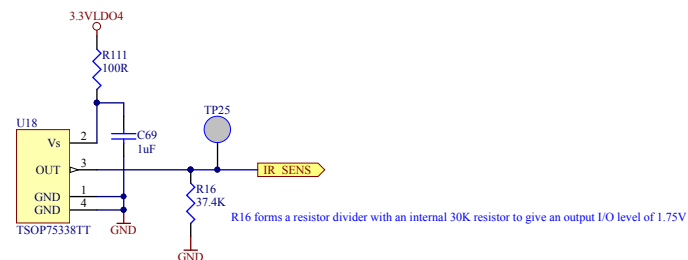 3.3VLDO4
R111
100R
TP25
U18
Vs
2
C69
1uF
OUT
3
IR_SENS
GND
1
GND
4
R16
37.4K
R16 forms a resistor divider with an internal 30K resistor to give an output I/O level of 1.75V
TSOP75338TT
GND
GND